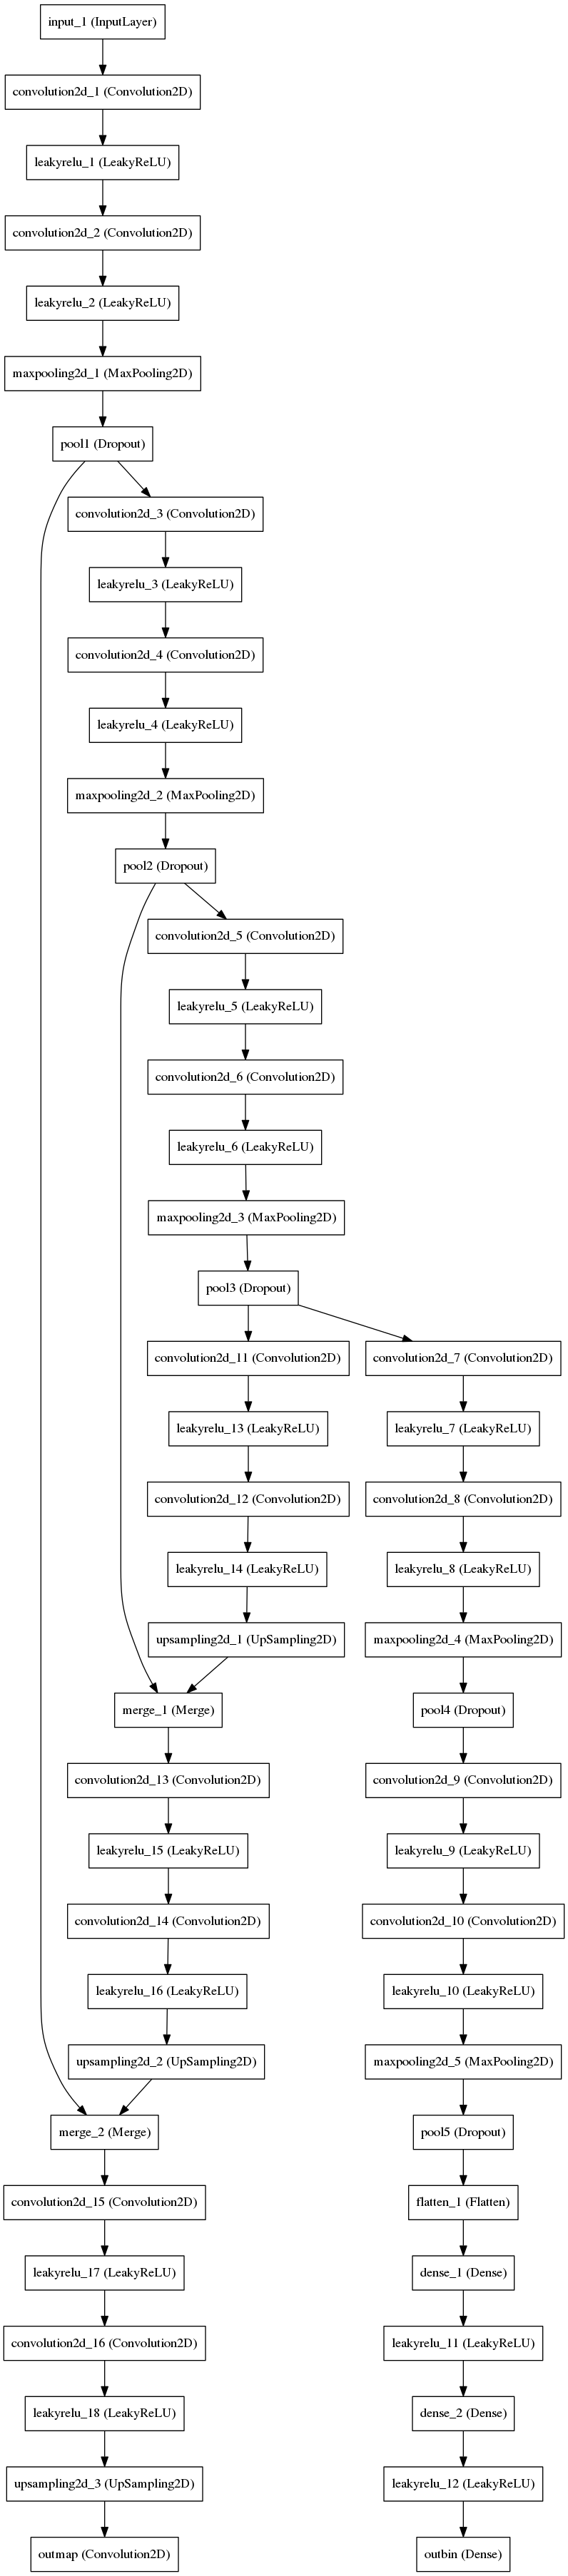 input_1 (InputLayer)
convolution2d_1 (Convolution2D)
leakyrelu_1 (LeakyReLU)
convolution2d_2 (Convolution2D)
leakyrelu_2 (LeakyReLU)
maxpooling2d_1 (MaxPooling2D)
pool1 (Dropout)
convolution2d_3 (Convolution2D)
leakyrelu_3 (LeakyReLU)
convolution2d_4 (Convolution2D)
leakyrelu_4 (LeakyReLU)
maxpooling2d_2 (MaxPooling2D)
pool2 (Dropout)
convolution2d_5 (Convolution2D)
leakyrelu_5 (LeakyReLU)
convolution2d_6 (Convolution2D)
leakyrelu_6 (LeakyReLU)
maxpooling2d_3 (MaxPooling2D)
pool3 (Dropout)
convolution2d_11 (Convolution2D)
convolution2d_7 (Convolution2D)
leakyrelu_13 (LeakyReLU)
leakyrelu_7 (LeakyReLU)
convolution2d_12 (Convolution2D)
convolution2d_8 (Convolution2D)
leakyrelu_14 (LeakyReLU)
leakyrelu_8 (LeakyReLU)
upsampling2d_1 (UpSampling2D)
maxpooling2d_4 (MaxPooling2D)
merge_1 (Merge)
pool4 (Dropout)
convolution2d_13 (Convolution2D)
convolution2d_9 (Convolution2D)
leakyrelu_15 (LeakyReLU)
leakyrelu_9 (LeakyReLU)
convolution2d_14 (Convolution2D)
convolution2d_10 (Convolution2D)
leakyrelu_16 (LeakyReLU)
leakyrelu_10 (LeakyReLU)
upsampling2d_2 (UpSampling2D)
maxpooling2d_5 (MaxPooling2D)
merge_2 (Merge)
pool5 (Dropout)
convolution2d_15 (Convolution2D)
flatten_1 (Flatten)
leakyrelu_17 (LeakyReLU)
dense_1 (Dense)
convolution2d_16 (Convolution2D)
leakyrelu_11 (LeakyReLU)
leakyrelu_18 (LeakyReLU)
dense_2 (Dense)
upsampling2d_3 (UpSampling2D)
leakyrelu_12 (LeakyReLU)
outmap (Convolution2D)
outbin (Dense)